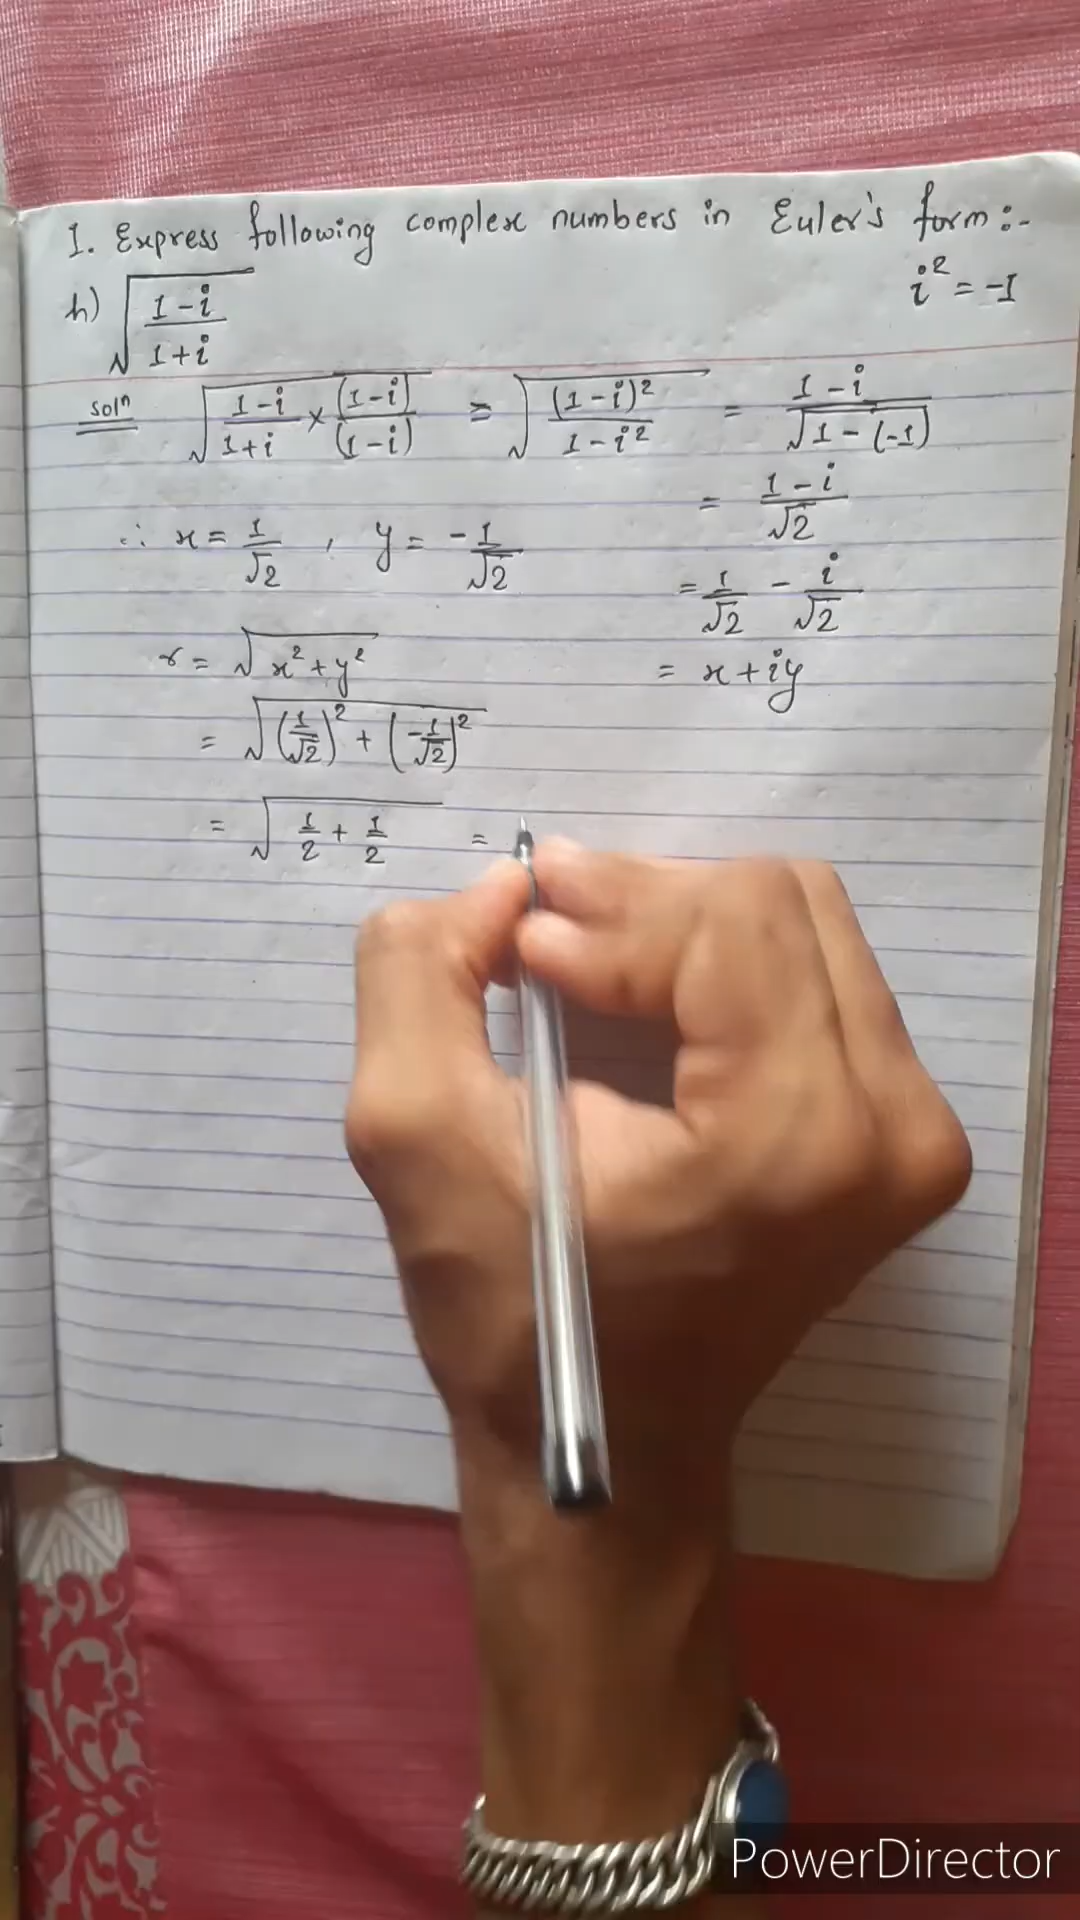 I. Express following complex numbers in Euler's form :-
i² = -1
h) √((1-i)/(1+i))
soln √((1-i)/(1+i) × (1-i)/(1-i)) = √((1-i)²/(1-i²)) = (1-i)/√(1-(-1))
= (1-i)/√2
∴ x = 1/√2 , y = -1/√2
= 1/√2 - i/√2
r = √(x²+y²)
= x+iy
= √((1/√2)² + (-1/√2)²)
= √(1/2 + 1/2) =
PowerDirector